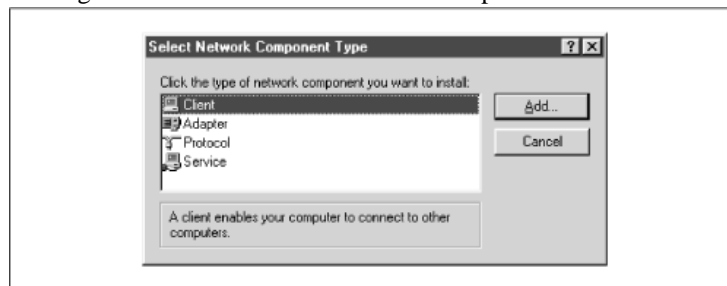 Select Network Component Type
Click the type of network component you want to install:
Client
Adapter
Protocol
Service
Add...
Cancel
A client enables your computer to connect to other
computers.